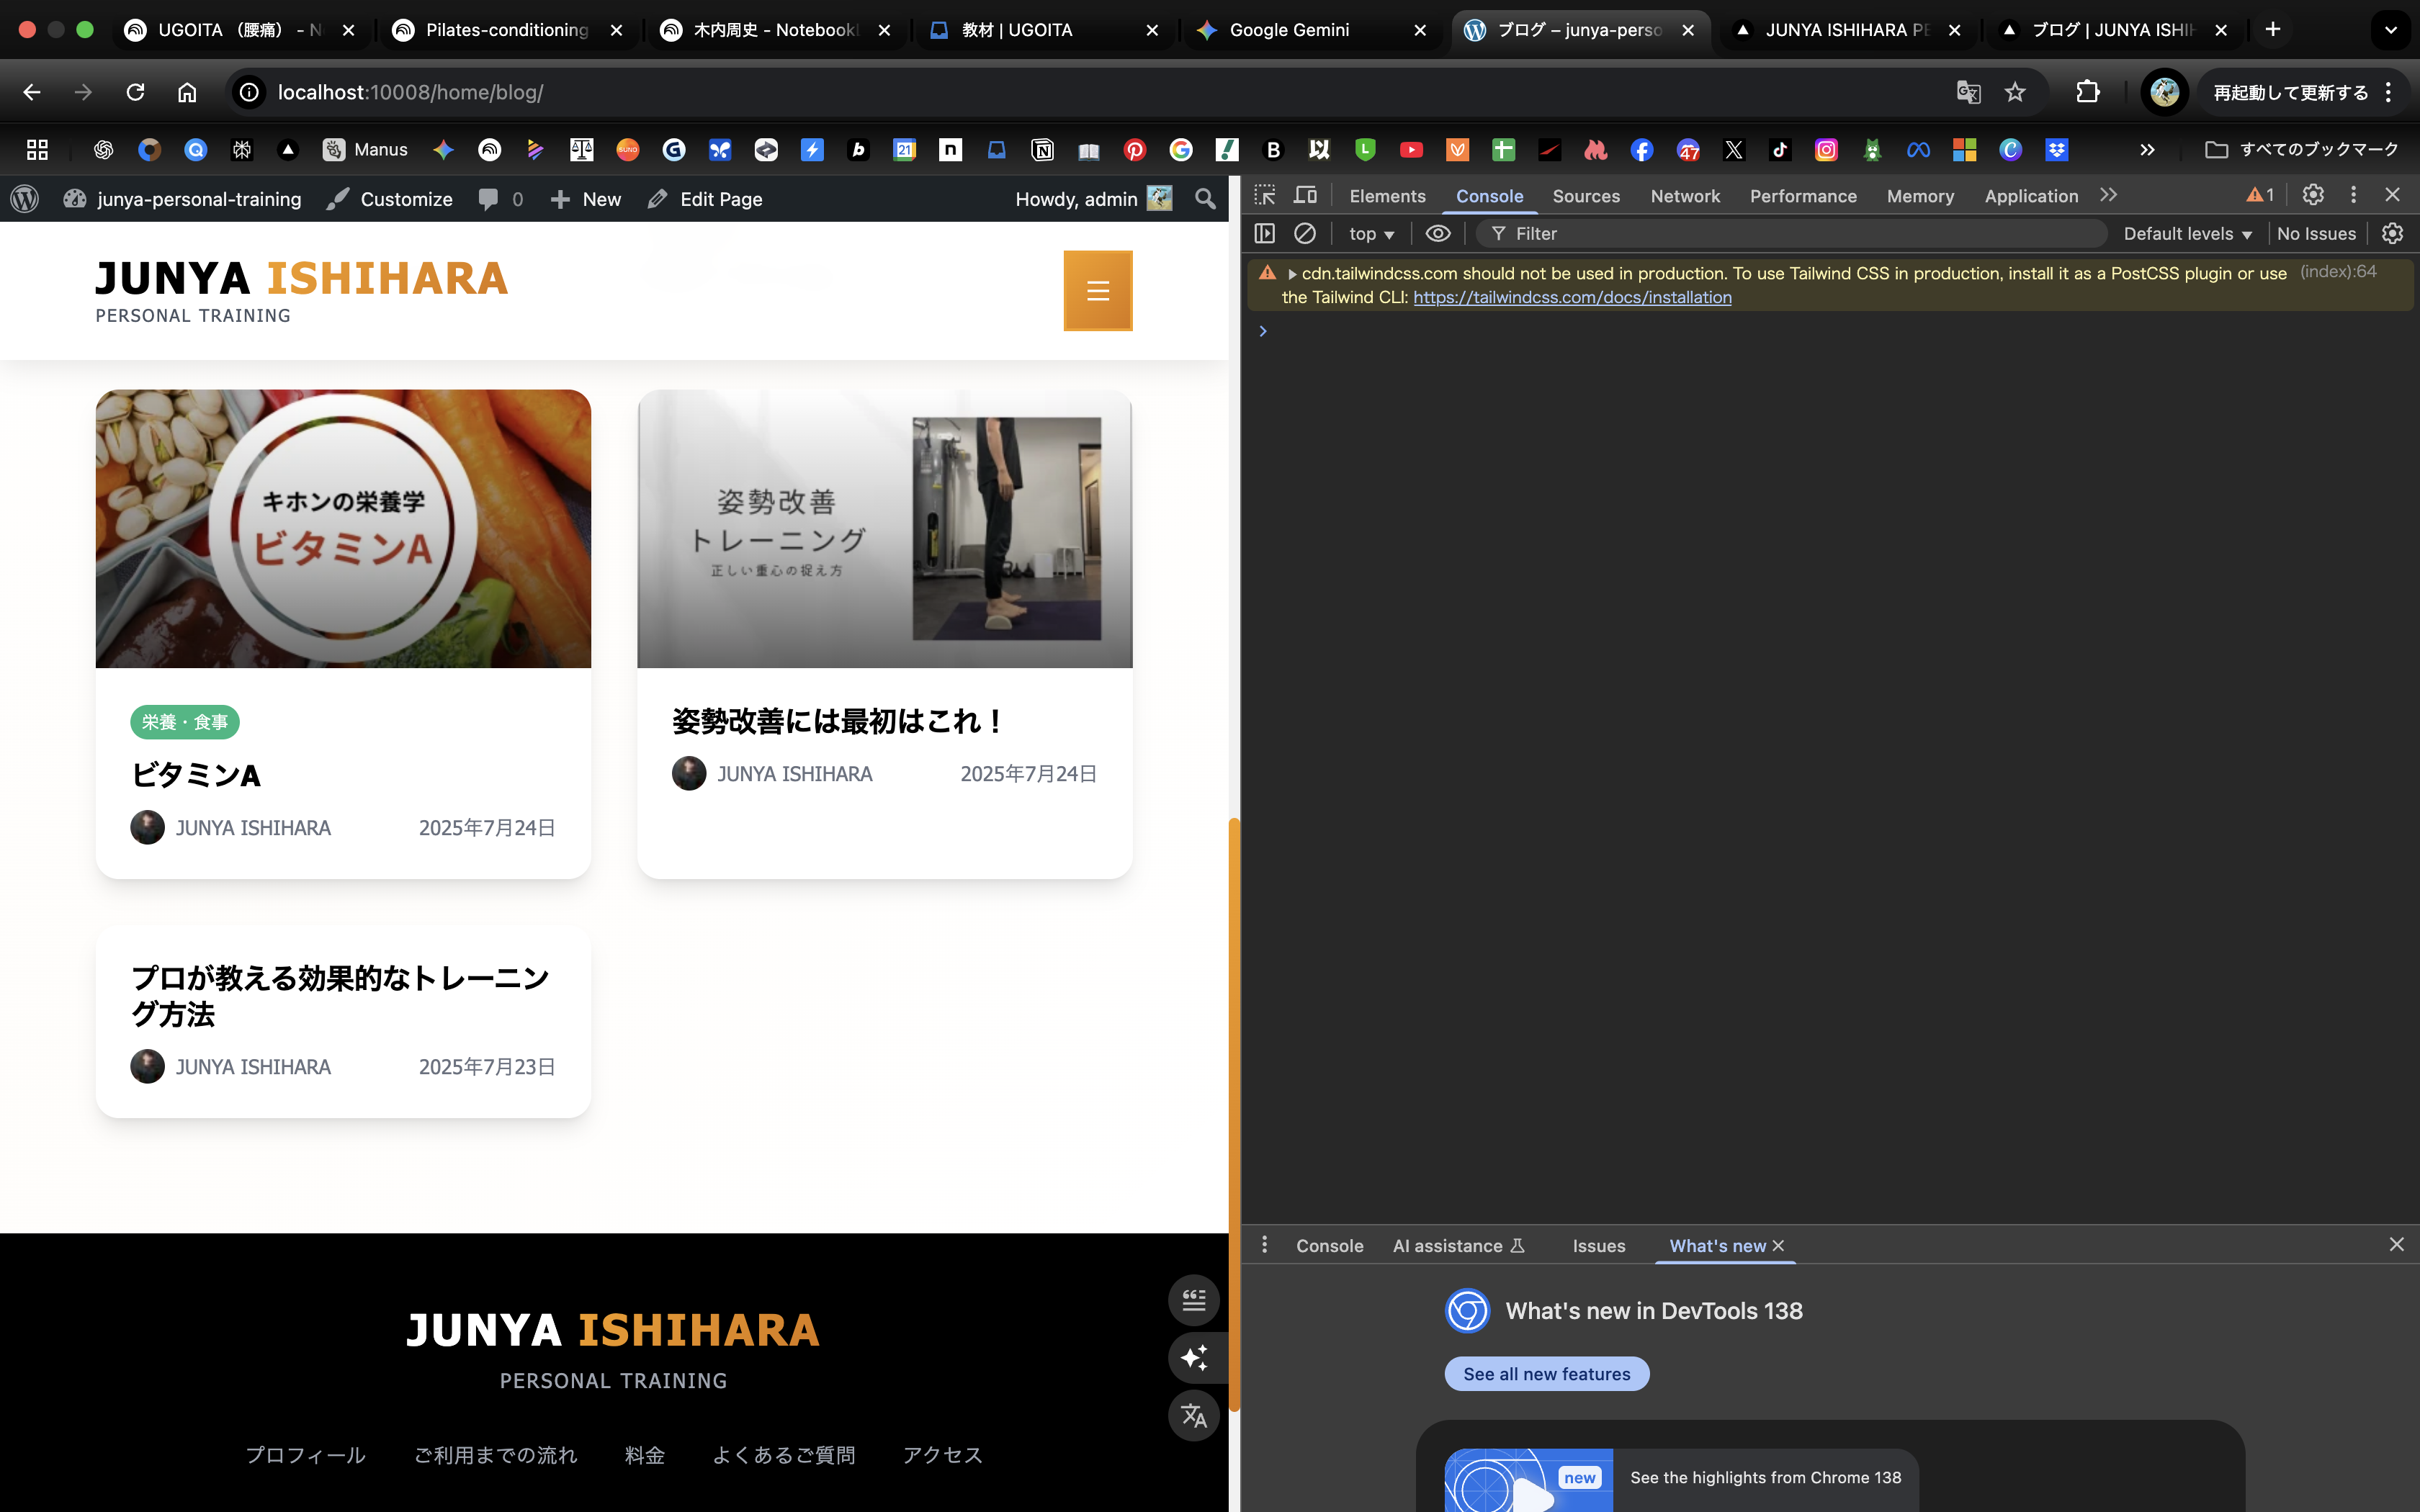 UGOITA （腰痛） - N
Pilates-conditioning
木内周史 - Notebook
教材 | UGOITA
Google Gemini
ブログ – junya-perso
JUNYA ISHIHARA PE
ブログ | JUNYA ISHIH
localhost:10008/home/blog/
再起動して更新する
Manus
すべてのブックマーク
junya-personal-training
Customize
0
New
Edit Page
Howdy, admin
JUNYA ISHIHARA
PERSONAL TRAINING
キホンの栄養学
ビタミンA
姿勢改善
トレーニング
正しい重心の捉え方
栄養・食事
ビタミンA
JUNYA ISHIHARA
2025年7月24日
姿勢改善には最初はこれ！
JUNYA ISHIHARA
2025年7月24日
プロが教える効果的なトレーニン
グ方法
JUNYA ISHIHARA
2025年7月23日
JUNYA ISHIHARA
PERSONAL TRAINING
プロフィール
ご利用までの流れ
料金
よくあるご質問
アクセス
Elements
Console
Sources
Network
Performance
Memory
Application
1
top
Filter
Default levels
No Issues
cdn.tailwindcss.com should not be used in production. To use Tailwind CSS in production, install it as a PostCSS plugin or use
(index):64
the Tailwind CLI: https://tailwindcss.com/docs/installation
Console
AI assistance
Issues
What's new
What's new in DevTools 138
See all new features
new
See the highlights from Chrome 138